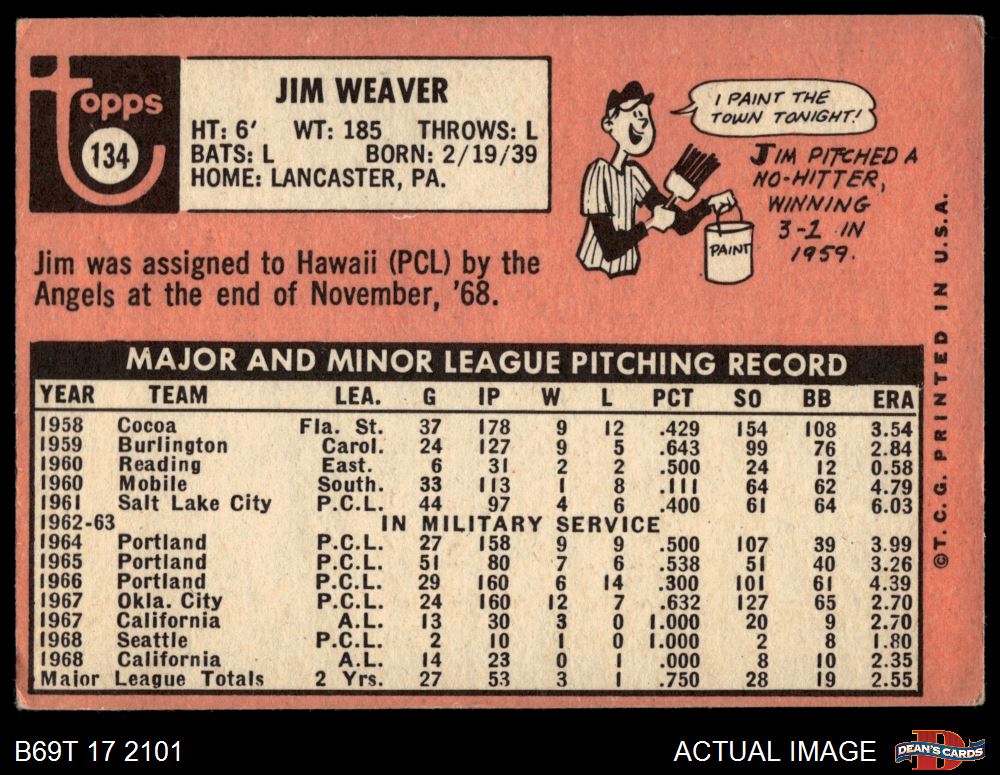 topps
134
JIM WEAVER
HT: 6' WT: 185 THROWS: L
BATS: L BORN: 2/19/39
HOME: LANCASTER, PA.
Jim was assigned to Hawaii (PCL) by the
Angels at the end of November, '68.
I PAINT THE
TOWN TONIGHT!
JIM PITCHED A
NO-HITTER,
WINNING
3-1 IN
1959.
PAINT
©T.C.G. PRINTED IN U.S.A.
MAJOR AND MINOR LEAGUE PITCHING RECORD
YEAR TEAM LEA. G IP W L PCT SO BB ERA
1958 Cocoa Fla. St. 37 178 9 12 .429 154 108 3.54
1959 Burlington Carol. 24 127 9 5 .643 99 76 2.84
1960 Reading East. 6 31 2 2 .500 24 12 0.58
1960 Mobile South. 33 113 1 8 .111 64 62 4.79
1961 Salt Lake City P.C.L. 44 97 4 6 .400 61 64 6.03
1962-63 IN MILITARY SERVICE
1964 Portland P.C.L. 27 158 9 9 .500 107 39 3.99
1965 Portland P.C.L. 51 80 7 6 .538 51 40 3.26
1966 Portland P.C.L. 29 160 6 14 .300 101 61 4.39
1967 Okla. City P.C.L. 24 160 12 7 .632 127 65 2.70
1967 California A.L. 13 30 3 0 1.000 20 9 2.70
1968 Seattle P.C.L. 2 10 1 0 1.000 2 8 1.80
1968 California A.L. 14 23 0 1 .000 8 10 2.35
Major League Totals 2 Yrs. 27 53 3 1 .750 28 19 2.55
B69T 17 2101
ACTUAL IMAGE
DEAN'S CARDS